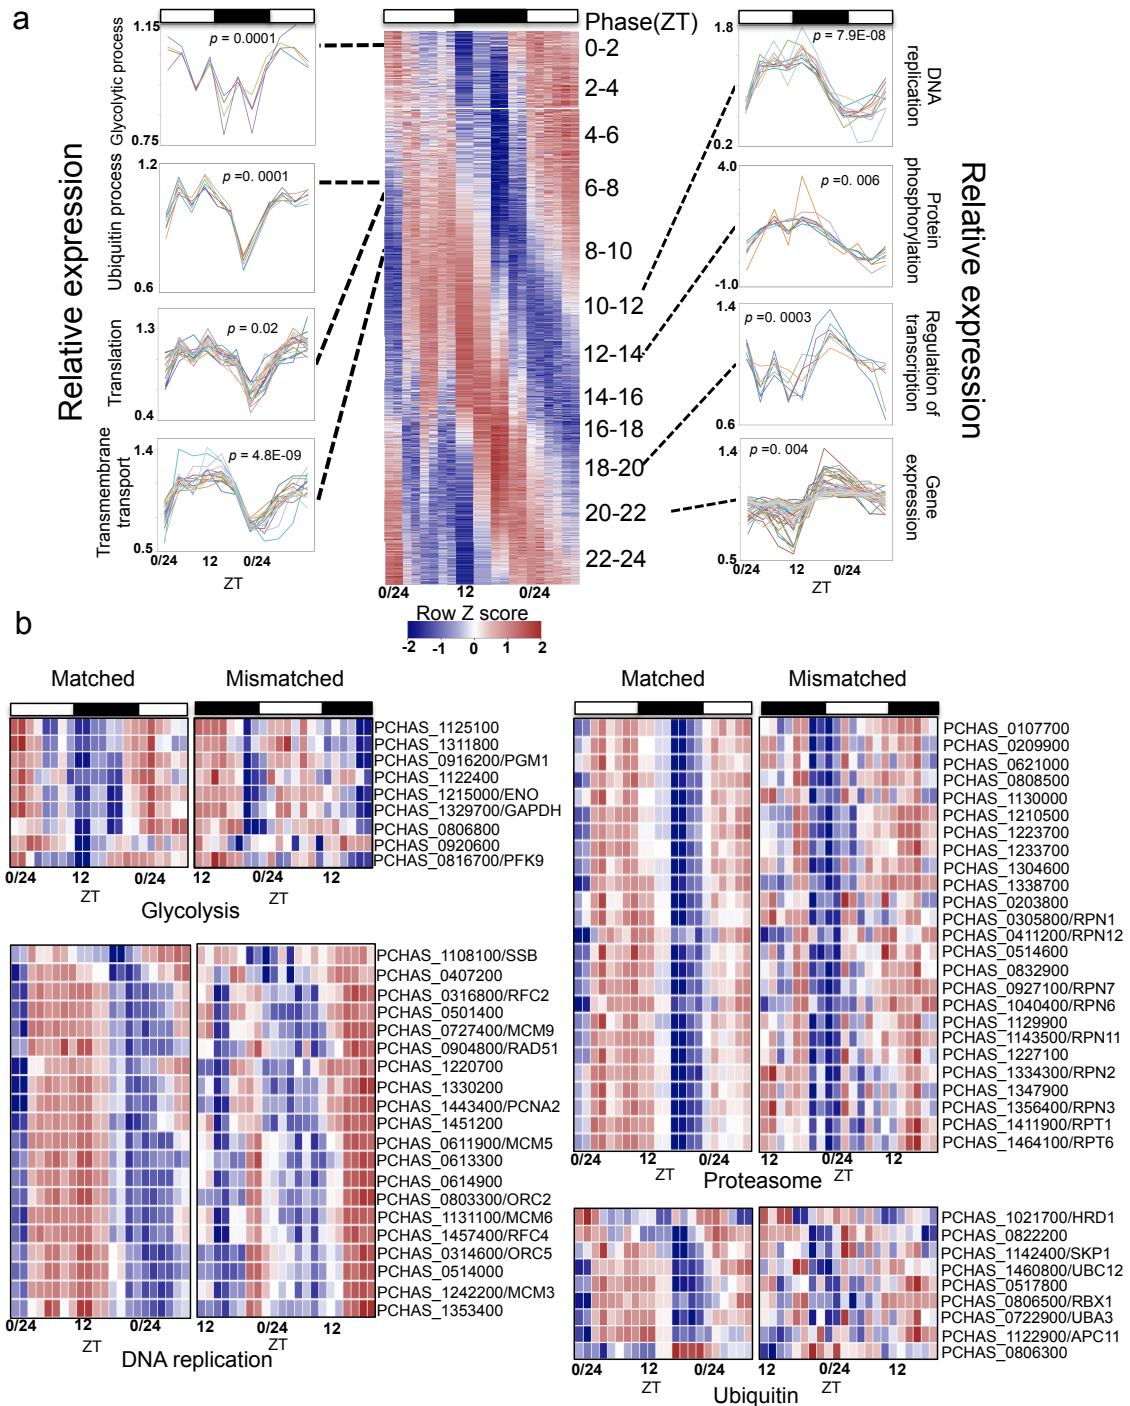 a
Phase(ZT)
0-2
2-4
4-6
6-8
8-10
10-12
12-14
14-16
16-18
18-20
20-22
22-24
0/24
12
0/24
Row Z score
-2
-1
0
1
2
Relative expression
Glycolytic process
1.15
0.75
p = 0.0001
Ubiquitin process
1.2
0.6
p =0. 0001
Translation
1.3
0.4
p = 0.02
Transmembrane
transport
1.4
0.5
p = 4.8E-09
0/24
12
0/24
ZT
1.8
0.2
p = 7.9E-08
DNA
replication
4.0
-1.0
p =0. 006
Protein
phosphorylation
1.4
0.6
p =0. 0003
Regulation of
transcription
1.4
0.5
p =0. 004
Gene
expression
0/24
12
0/24
ZT
Relative expression
b
Matched
Mismatched
PCHAS_1125100
PCHAS_1311800
PCHAS_0916200/PGM1
PCHAS_1122400
PCHAS_1215000/ENO
PCHAS_1329700/GAPDH
PCHAS_0806800
PCHAS_0920600
PCHAS_0816700/PFK9
0/24
12
0/24
12
0/24
12
ZT
ZT
Glycolysis
PCHAS_1108100/SSB
PCHAS_0407200
PCHAS_0316800/RFC2
PCHAS_0501400
PCHAS_0727400/MCM9
PCHAS_0904800/RAD51
PCHAS_1220700
PCHAS_1330200
PCHAS_1443400/PCNA2
PCHAS_1451200
PCHAS_0611900/MCM5
PCHAS_0613300
PCHAS_0614900
PCHAS_0803300/ORC2
PCHAS_1131100/MCM6
PCHAS_1457400/RFC4
PCHAS_0314600/ORC5
PCHAS_0514000
PCHAS_1242200/MCM3
PCHAS_1353400
0/24
12
0/24
12
0/24
12
ZT
ZT
DNA replication
Matched
Mismatched
PCHAS_0107700
PCHAS_0209900
PCHAS_0621000
PCHAS_0808500
PCHAS_1130000
PCHAS_1210500
PCHAS_1223700
PCHAS_1233700
PCHAS_1304600
PCHAS_1338700
PCHAS_0203800
PCHAS_0305800/RPN1
PCHAS_0411200/RPN12
PCHAS_0514600
PCHAS_0832900
PCHAS_0927100/RPN7
PCHAS_1040400/RPN6
PCHAS_1129900
PCHAS_1143500/RPN11
PCHAS_1227100
PCHAS_1334300/RPN2
PCHAS_1347900
PCHAS_1356400/RPN3
PCHAS_1411900/RPT1
PCHAS_1464100/RPT6
0/24
12
0/24
12
0/24
12
ZT
ZT
Proteasome
PCHAS_1021700/HRD1
PCHAS_0822200
PCHAS_1142400/SKP1
PCHAS_1460800/UBC12
PCHAS_0517800
PCHAS_0806500/RBX1
PCHAS_0722900/UBA3
PCHAS_1122900/APC11
PCHAS_0806300
0/24
12
0/24
12
0/24
12
ZT
ZT
Ubiquitin